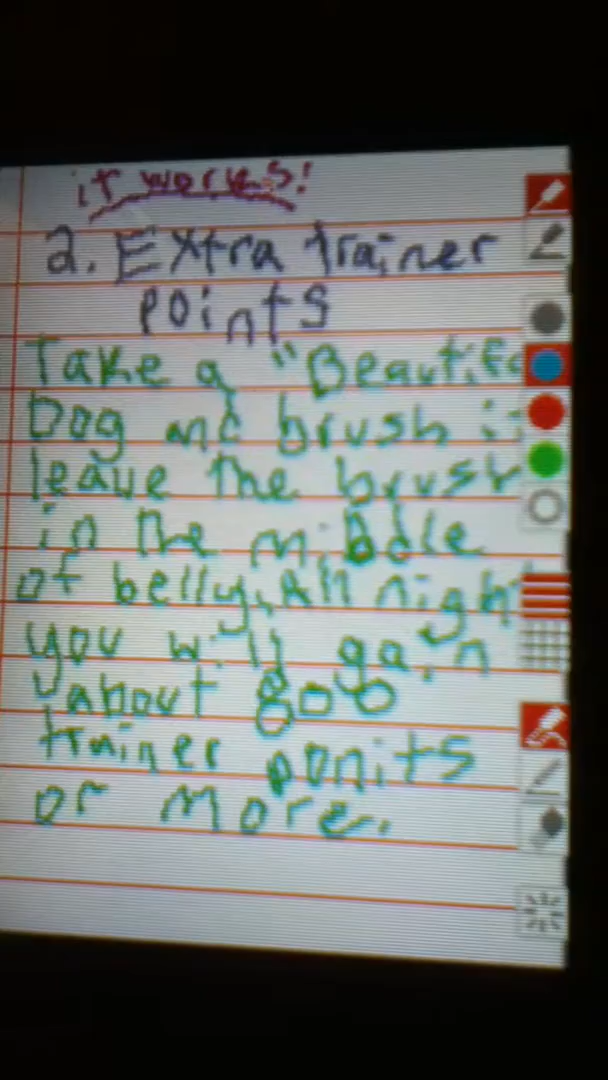 it works!
2. Extra trainer
points
Take a "Beautif
Dog and brush i
leave the brush
in the middle
of belly. All nigh
you will gain
about 800
trainer ponits
or more.